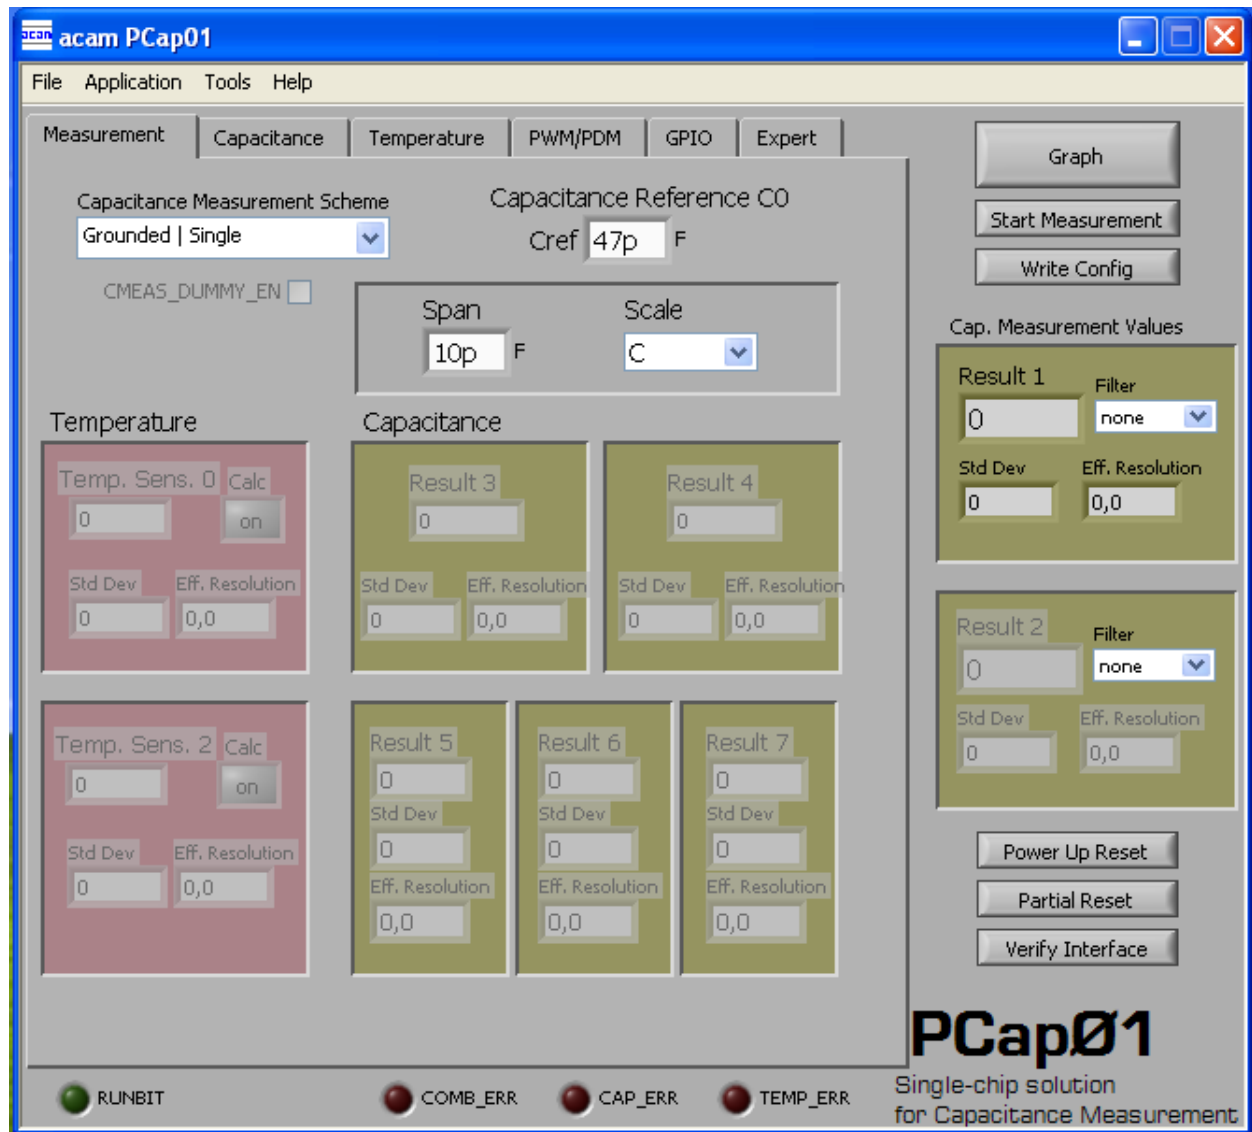 acam
acam PCap01
File Application Tools Help
Measurement Capacitance Temperature PWM/PDM GPIO Expert
Capacitance Measurement Scheme
Grounded | Single
CMEAS_DUMMY_EN
Capacitance Reference C0
Cref 47p F
Span Scale
10p F C
Temperature
Temp. Sens. 0 Calc
0 on
Std Dev Eff. Resolution
0 0,0
Temp. Sens. 2 Calc
0 on
Std Dev Eff. Resolution
0 0,0
Capacitance
Result 3
0
Std Dev Eff. Resolution
0 0,0
Result 4
0
Std Dev Eff. Resolution
0 0,0
Result 5
0
Std Dev
0
Eff. Resolution
0,0
Result 6
0
Std Dev
0
Eff. Resolution
0,0
Result 7
0
Std Dev
0
Eff. Resolution
0,0
Graph
Start Measurement
Write Config
Cap. Measurement Values
Result 1 Filter
0 none
Std Dev Eff. Resolution
0 0,0
Result 2 Filter
0 none
Std Dev Eff. Resolution
0 0,0
Power Up Reset
Partial Reset
Verify Interface
PCapØ1
Single-chip solution
for Capacitance Measurement
RUNBIT COMB_ERR CAP_ERR TEMP_ERR